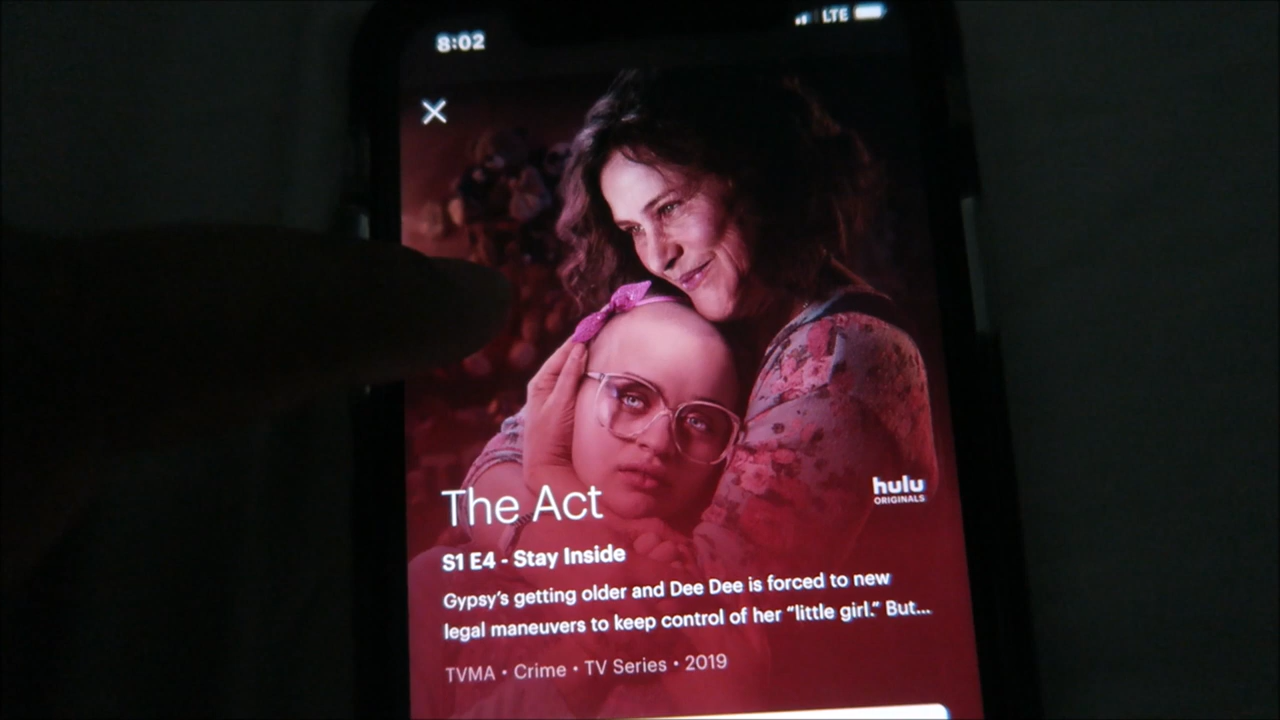 8:02
LTE
The Act
hulu
ORIGINALS
S1 E4 - Stay Inside
Gypsy's getting older and Dee Dee is forced to new
legal maneuvers to keep control of her “little girl.” But...
TVMA • Crime • TV Series • 2019